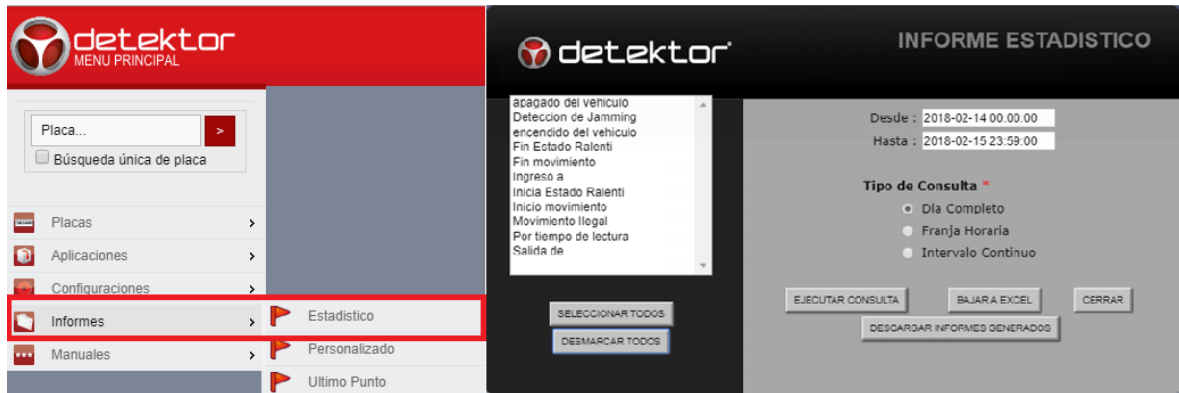 detektor
MENU PRINCIPAL
Placa...
>
Búsqueda única de placa
Placas
Aplicaciones
Configuraciones
Informes
Manuales
Estadistico
Personalizado
Ultimo Punto
detektor
INFORME ESTADISTICO
apagado del vehiculo
Deteccion de Jamming
encendido del vehiculo
Fin Estado Ralenti
Fin movimiento
Ingreso a
Inicia Estado Ralenti
Inicio movimiento
Movimiento Ilegal
Por tiempo de lectura
Salida de
SELECCIONAR TODOS
DESMARCAR TODOS
Desde : 2018-02-14 00:00:00
Hasta : 2018-02-15 23:59:00
Tipo de Consulta *
Dia Completo
Franja Horaria
Intervalo Continuo
EJECUTAR CONSULTA
BAJAR A EXCEL
CERRAR
DESCARGAR INFORMES GENERADOS